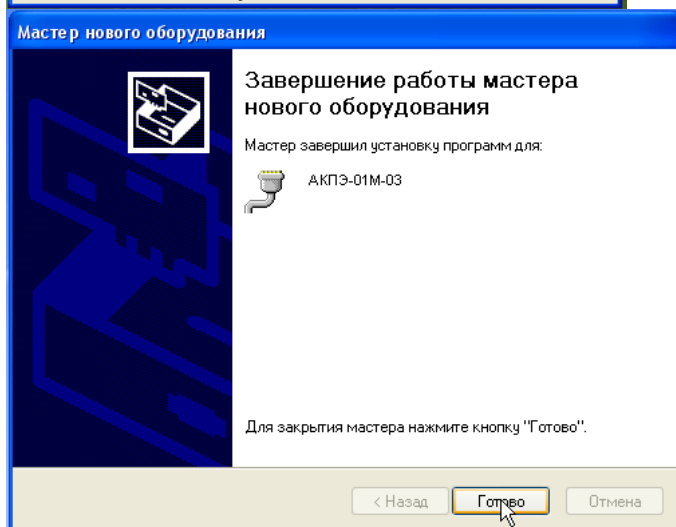 Мастер нового оборудования
Завершение работы мастера
нового оборудования
Мастер завершил установку программ для:
АКПЭ-01М-03
Для закрытия мастера нажмите кнопку "Готово".
< Назад
Готово
Отмена